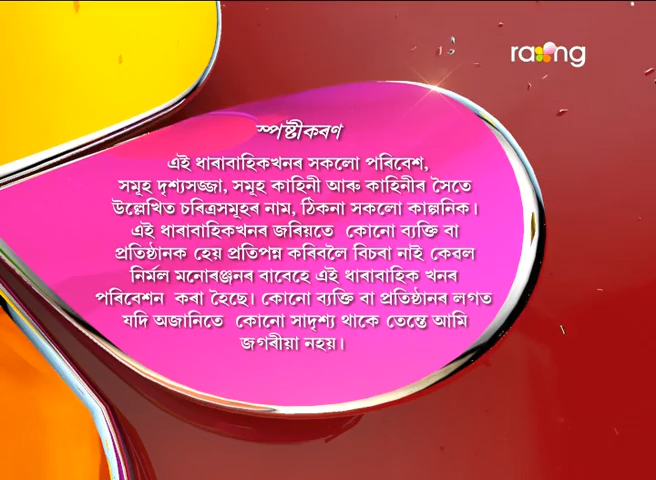 rang
স্পষ্টীকৰণ
এই ধাৰাবাহিকখনৰ সকলো পৰিবেশ,
সমূহ দৃশ্যসজ্জা, সমূহ কাহিনী আৰু কাহিনীৰ সৈতে
উল্লেখিত চৰিত্ৰসমূহৰ নাম, ঠিকনা সকলো কাল্পনিক।
এই ধাৰাবাহিকখনৰ জৰিয়তে কোনো ব্যক্তি বা
প্ৰতিষ্ঠানক হেয় প্ৰতিপন্ন কৰিবলৈ বিচৰা নাই কেৱল
নিৰ্মল মনোৰঞ্জনৰ বাবেহে এই ধাৰাবাহিক খনৰ
পৰিবেশন কৰা হৈছে। কোনো ব্যক্তি বা প্ৰতিষ্ঠানৰ লগত
যদি অজানিতে কোনো সাদৃশ্য থাকে তেন্তে আমি
জগৰীয়া নহয়।